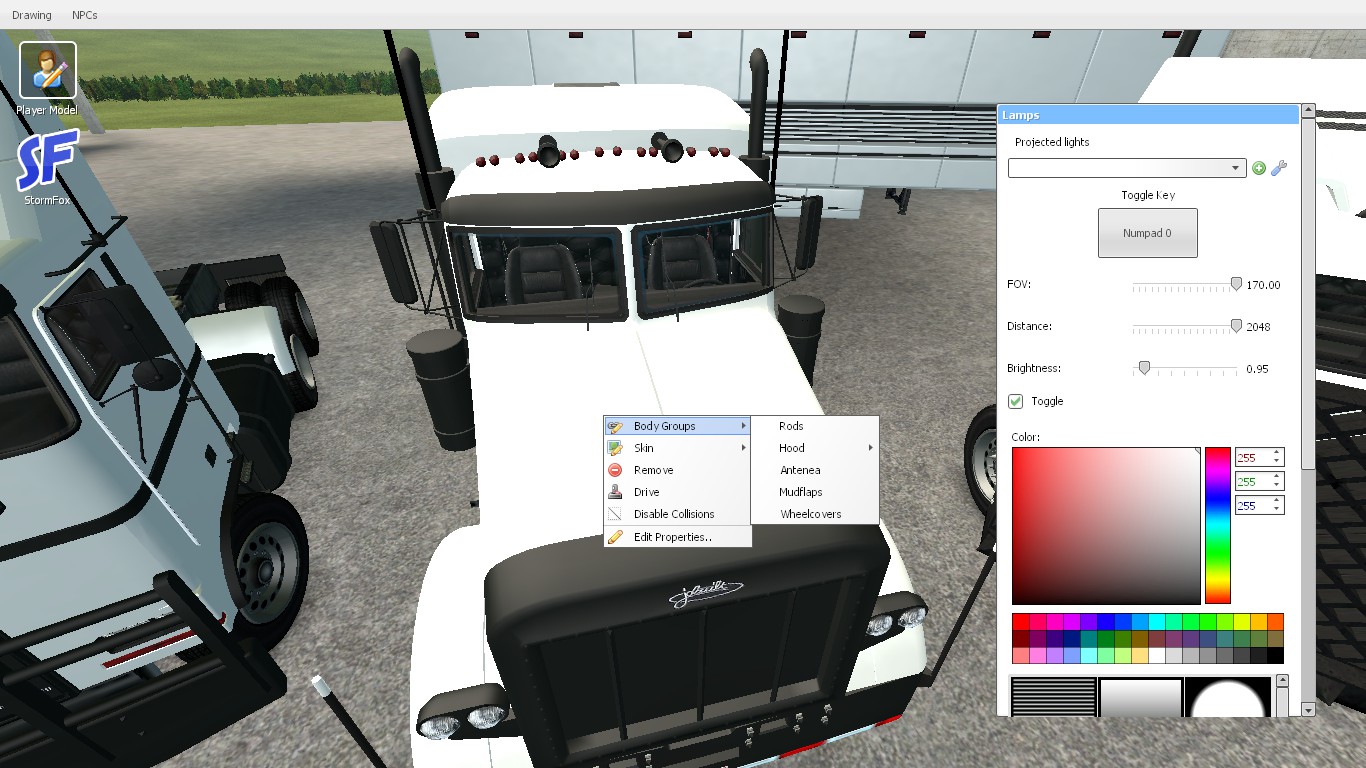 Drawing NPCs
Player Model
SF
StormFox
Lamps
Projected lights
Toggle Key
Numpad 0
FOV: 170.00
Distance: 2048
Brightness: 0.95
Toggle
Color:
255
255
255
Body Groups
Skin
Remove
Drive
Disable Collisions
Edit Properties..
Rods
Hood
Antenea
Mudflaps
Wheelcovers
jobuilt